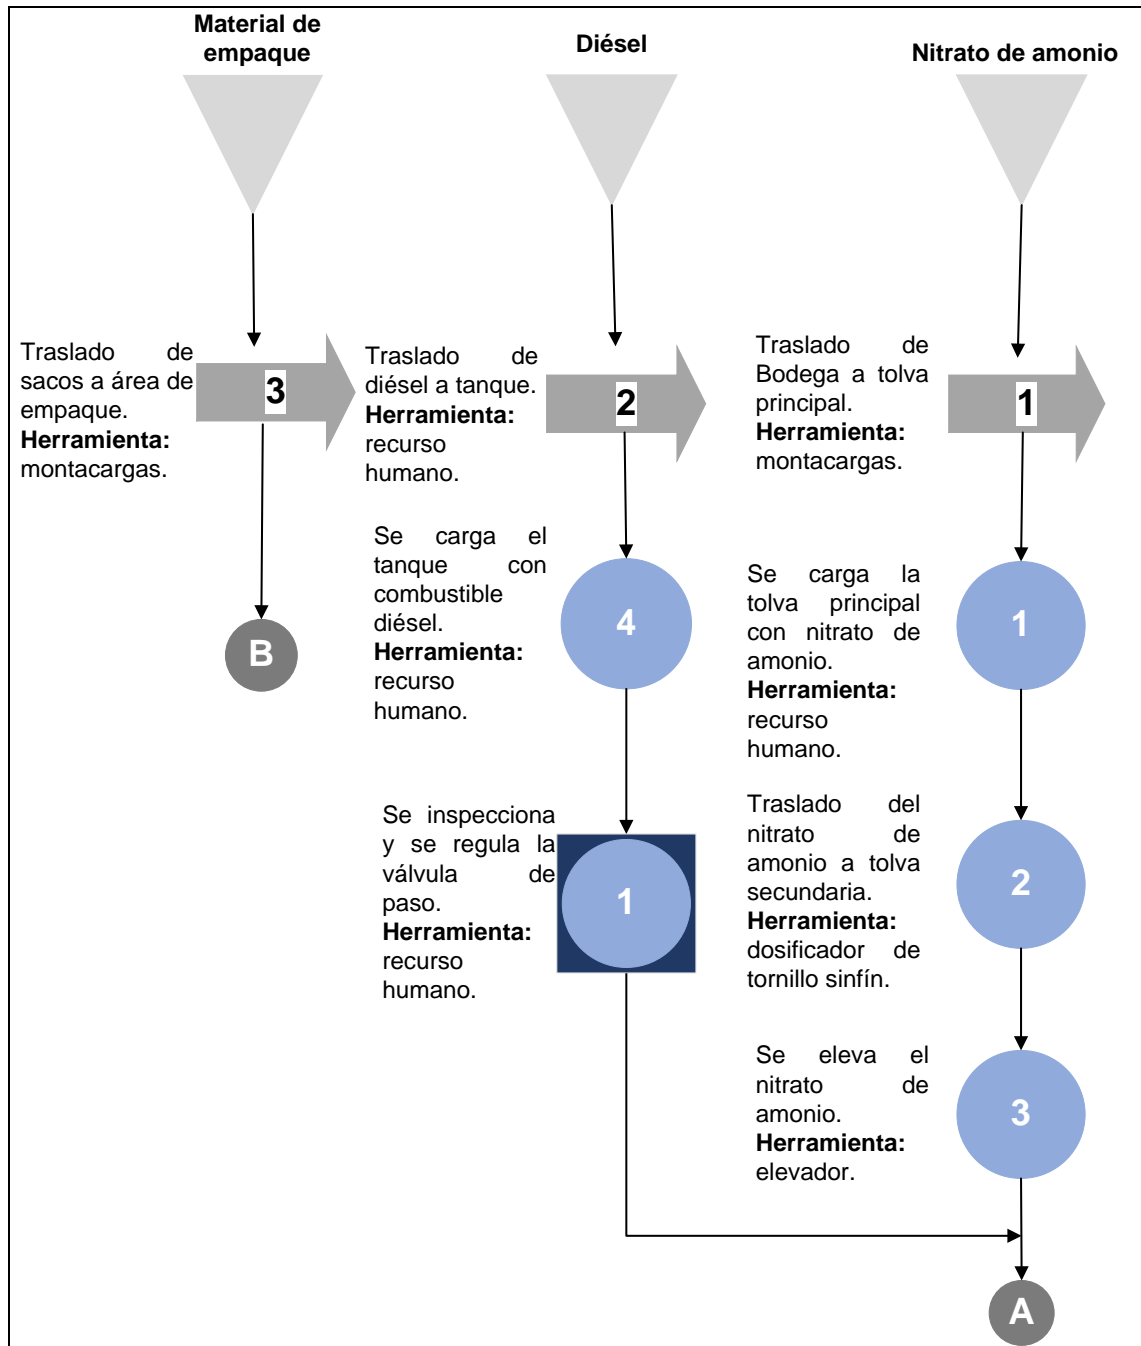 Material de
empaque
Diésel
Nitrato de amonio
Traslado de
sacos a área de
empaque.
Herramienta:
montacargas.
3
B
Traslado de
diésel a tanque.
Herramienta:
recurso
humano.
2
Se carga el
tanque con
combustible
diésel.
Herramienta:
recurso
humano.
4
Se inspecciona
y se regula la
válvula de
paso.
Herramienta:
recurso
humano.
1
Traslado de
Bodega a tolva
principal.
Herramienta:
montacargas.
1
Se carga la
tolva principal
con nitrato de
amonio.
Herramienta:
recurso
humano.
1
Traslado del
nitrato de
amonio a tolva
secundaria.
Herramienta:
dosificador de
tornillo sinfín.
2
Se eleva el
nitrato de
amonio.
Herramienta:
elevador.
3
A